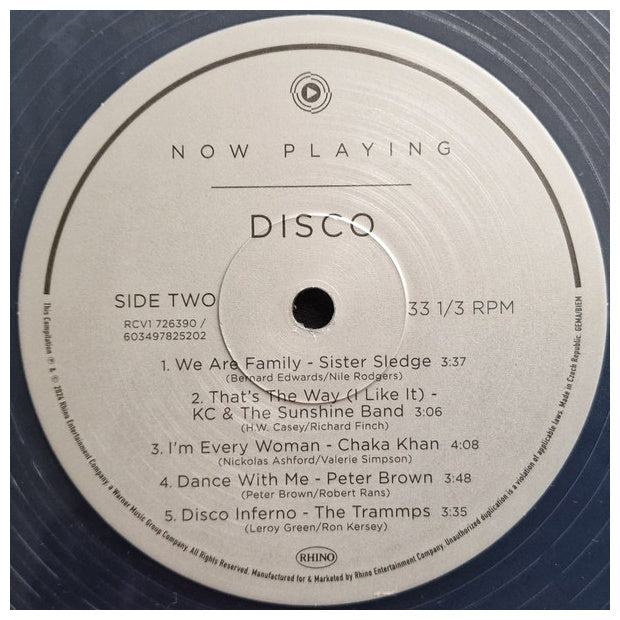 NOW PLAYING
DISCO
SIDE TWO
33 1/3 RPM
RCV1 726390 /
603497825202
1. We Are Family - Sister Sledge 3:37
(Bernard Edwards/Nile Rodgers)
2. That's The Way (I Like It) -
KC & The Sunshine Band 3:06
(H.W. Casey/Richard Finch)
3. I'm Every Woman - Chaka Khan 4:08
(Nickolas Ashford/Valerie Simpson)
4. Dance With Me - Peter Brown 3:48
(Peter Brown/Robert Rans)
5. Disco Inferno - The Trammps 3:35
(Leroy Green/Ron Kersey)
RHINO
This Compilation ℗ & © 2024 Rhino Entertainment Company, a Warner Music Group Company. All Rights Reserved. Manufactured for & Marketed by Rhino Entertainment Company. Unauthorized duplication is a violation of applicable laws. Made in Czech Republic. GEMA/BIEM